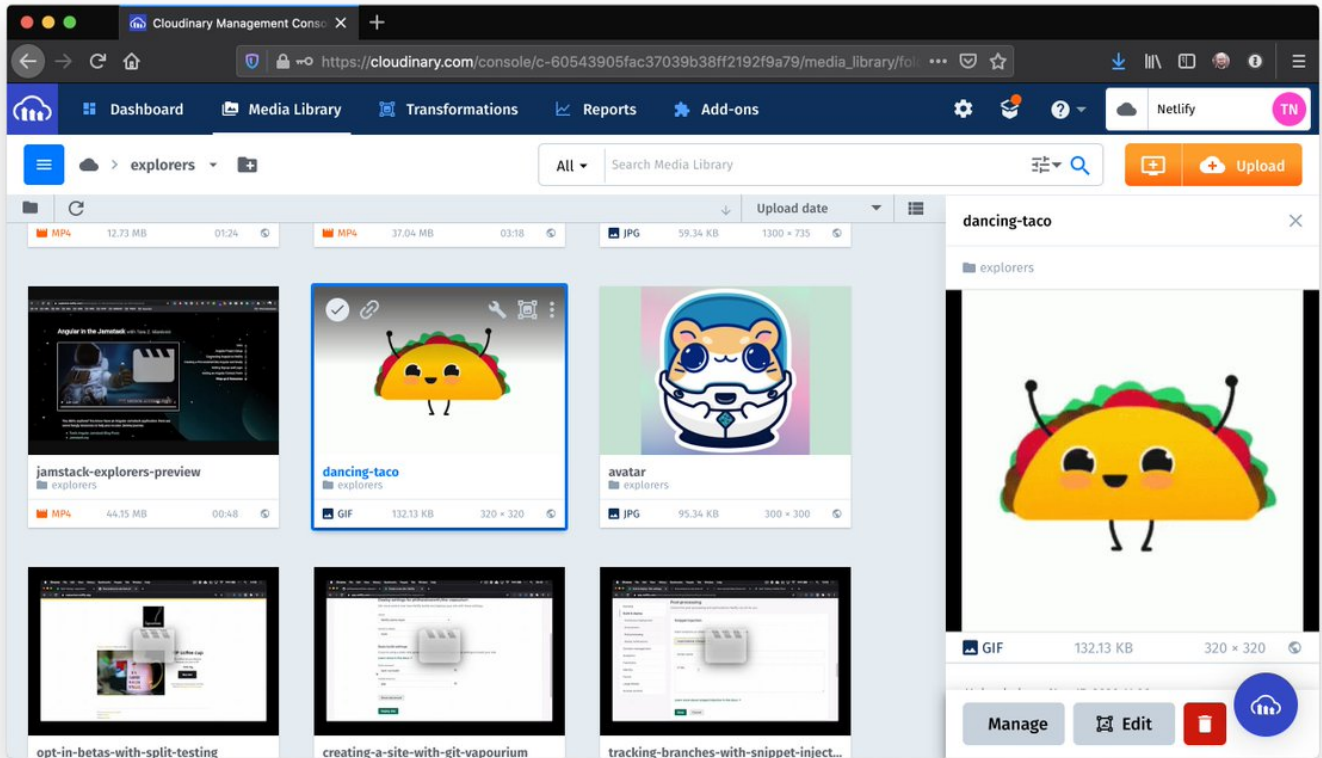 Cloudinary Management Conso
https://cloudinary.com/console/c-60543905fac37039b38ff2192f9a79/media_library/fol
Dashboard Media Library Transformations Reports Add-ons Netlify TN
explorers All Search Media Library Upload
Upload date
MP4 12.73 MB 01:24
MP4 37.04 MB 03:18
JPG 59.34 KB 1300 × 735
Angular in the Jamstack
jamstack-explorers-preview
explorers
MP4 44.15 MB 00:48
dancing-taco
explorers
GIF 132.13 KB 320 × 320
avatar
explorers
JPG 95.34 KB 300 × 300
opt-in-betas-with-split-testing
creating-a-site-with-git-vapourium
tracking-branches-with-snippet-inject...
dancing-taco
explorers
GIF 132.13 KB 320 × 320
Manage Edit